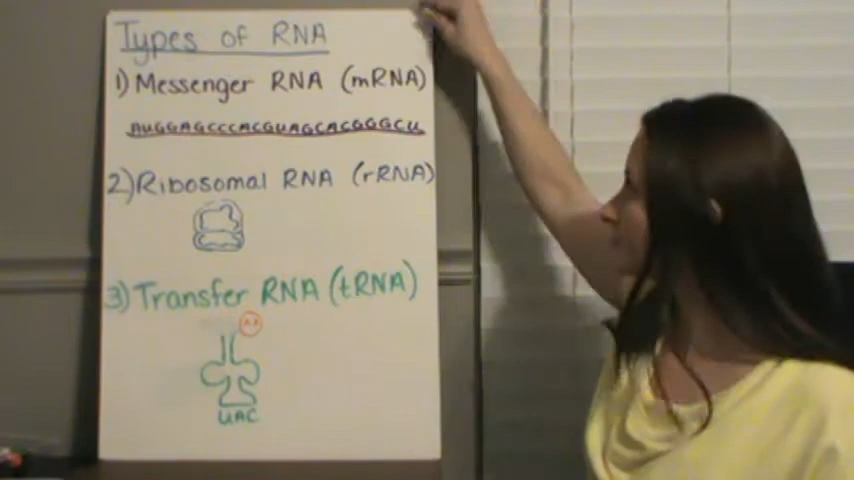 Types of RNA
1) Messenger RNA (mRNA)
AUGGAGCCCACGUAGCACGGGCU
2) Ribosomal RNA (rRNA)
3) Transfer RNA (tRNA)
UAC